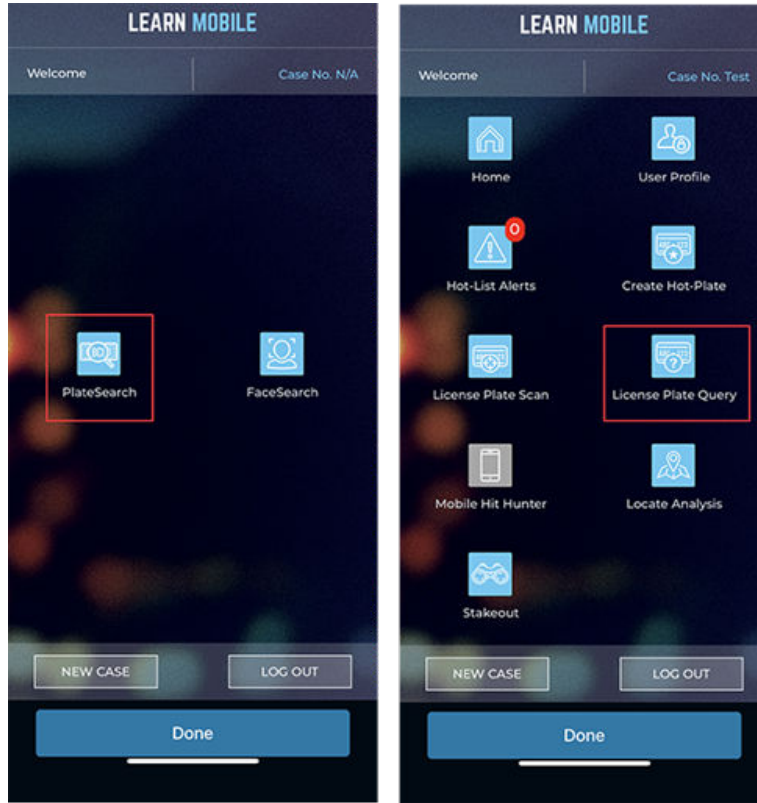 LEARN MOBILE
Welcome Case No. N/A
PlateSearch FaceSearch
NEW CASE LOG OUT
Done
LEARN MOBILE
Welcome Case No. Test
Home User Profile
0
Hot-List Alerts Create Hot-Plate
License Plate Scan License Plate Query
Mobile Hit Hunter Locate Analysis
Stakeout
NEW CASE LOG OUT
Done